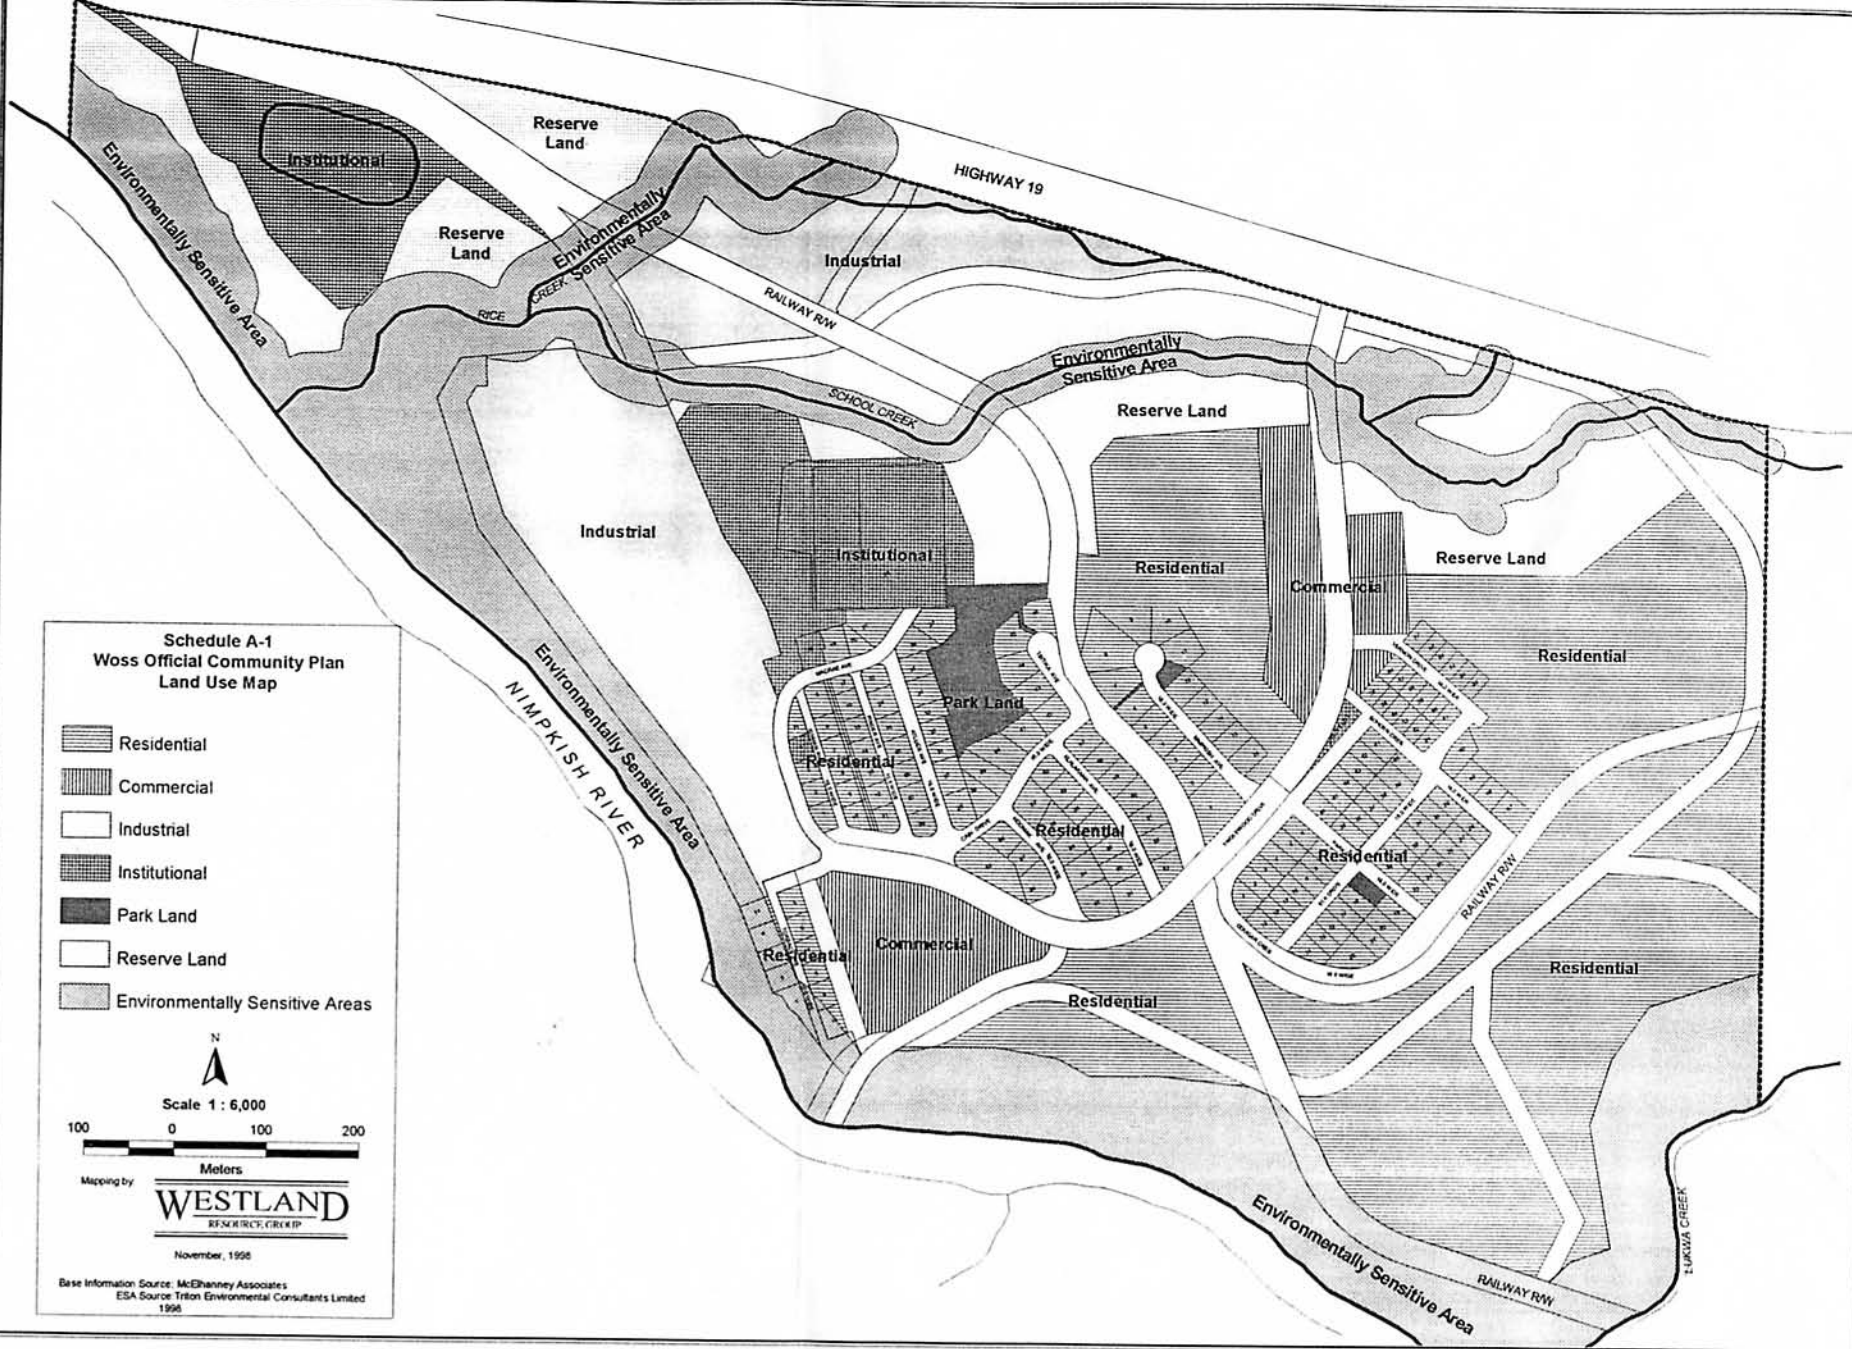 HIGHWAY 19
Reserve
Land
Institutional
Environmentally Sensitive Area
Reserve
Land
Environmentally
Sensitive Area
CREEK
RICE
Industrial
RAILWAY R/W
SCHOOL CREEK
Environmentally
Sensitive Area
Reserve Land
Industrial
Institutional
Residential
Commercial
Reserve Land
Residential
Park Land
Residential
Residential
Residential
RAILWAY R/W
Environmentally Sensitive Area
NIMPKISH RIVER
Residential
Commercial
Residential
Residential
Environmentally Sensitive Area
RAILWAY R/W
LUKWA CREEK
Schedule A-1
Woss Official Community Plan
Land Use Map
Residential
Commercial
Industrial
Institutional
Park Land
Reserve Land
Environmentally Sensitive Areas
N
Scale 1 : 6,000
100 0 100 200
Meters
Mapping by
WESTLAND
RESOURCE GROUP
November, 1998
Base Information Source: McElhanney Associates
ESA Source Triton Environmental Consultants Limited
1998